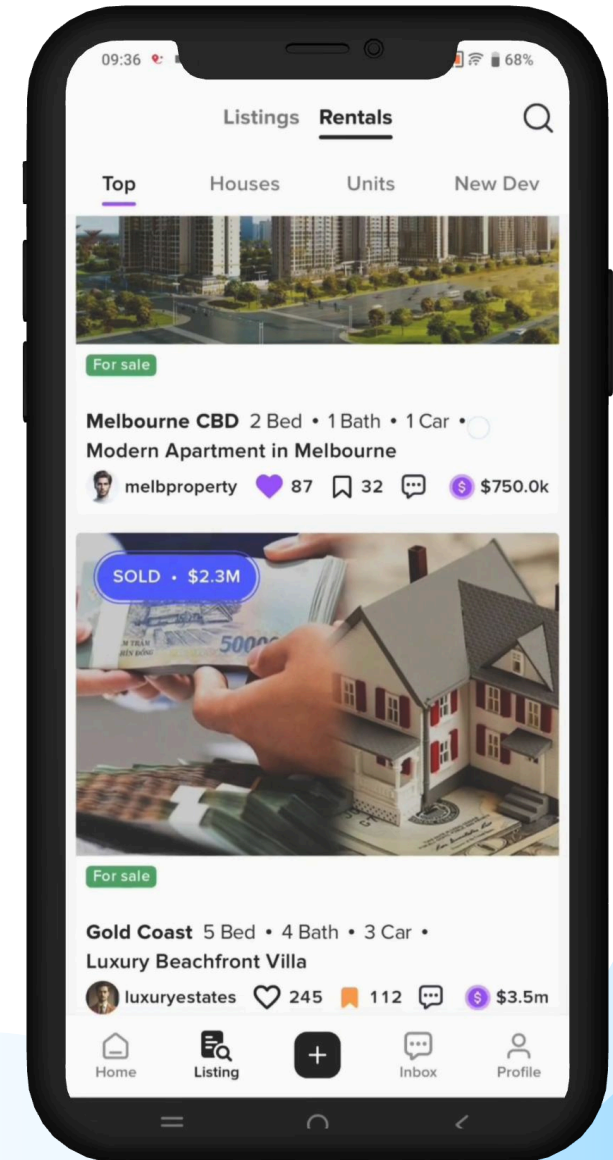 09:36 68%
Listings Rentals
Top Houses Units New Dev
For sale
Melbourne CBD 2 Bed • 1 Bath • 1 Car •
Modern Apartment in Melbourne
melbproperty 87 32 $ $750.0k
SOLD • $2.3M
For sale
Gold Coast 5 Bed • 4 Bath • 3 Car •
Luxury Beachfront Villa
luxuryestates 245 112 $ $3.5m
Home Listing + Inbox Profile